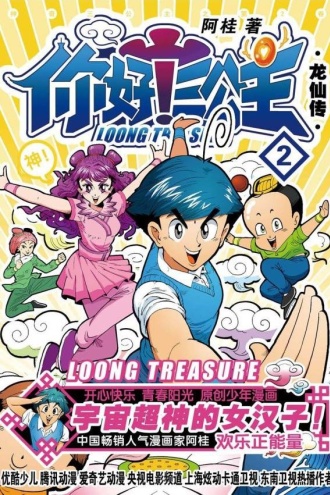 阿桂 著
你好!三公主
·龙仙传·
LOONG TREASURE
2
神!
LOONG TREASURE
开心快乐 青春阳光 原创少年漫画
宇宙超神的女汉子!
中国畅销人气漫画家阿桂 欢乐正能量
优酷少儿 腾讯动漫 爱奇艺动漫 央视电影频道 上海炫动卡通卫视 东南卫视热播作者